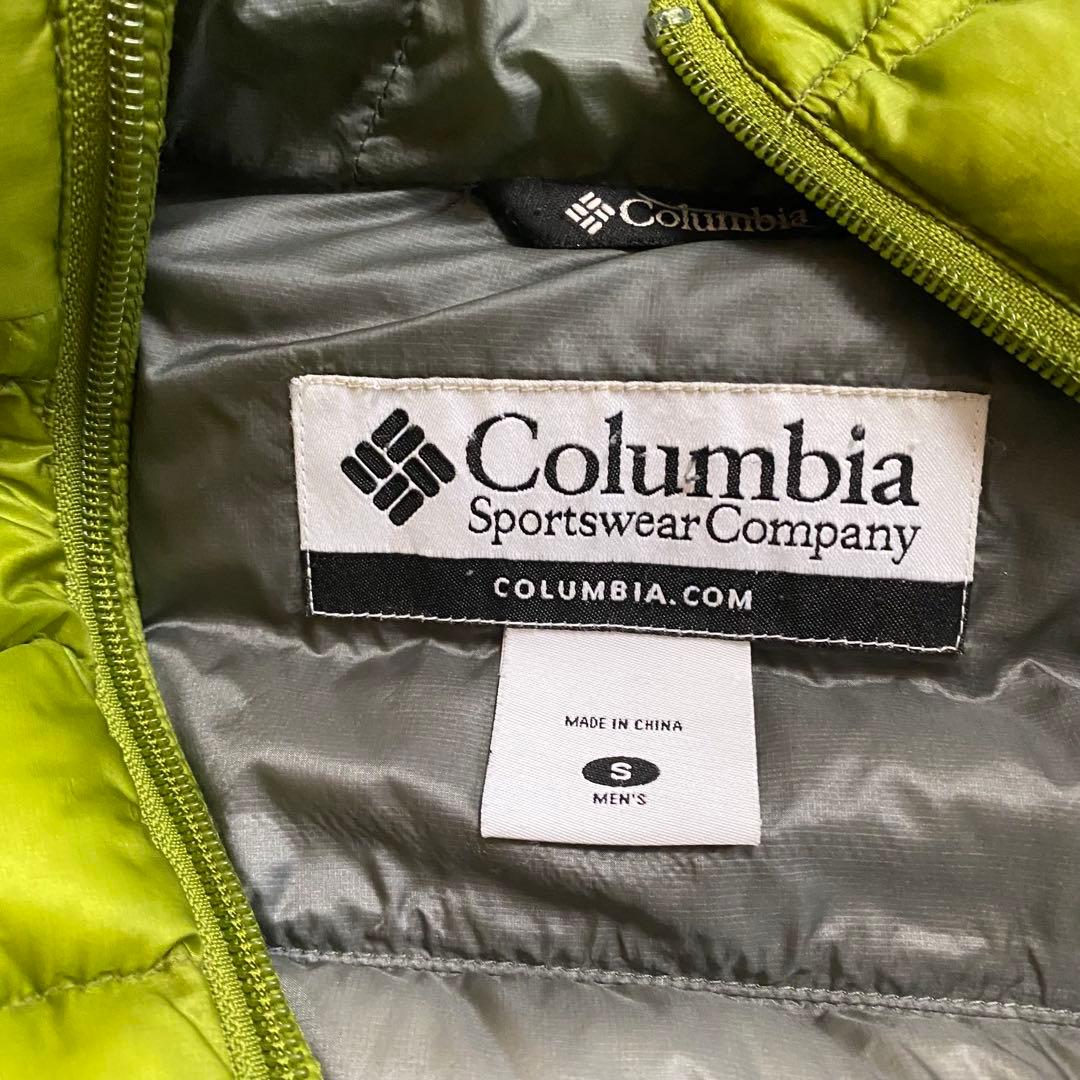 Columbia
Columbia
Sportswear Company
COLUMBIA.COM
MADE IN CHINA
S
MEN'S